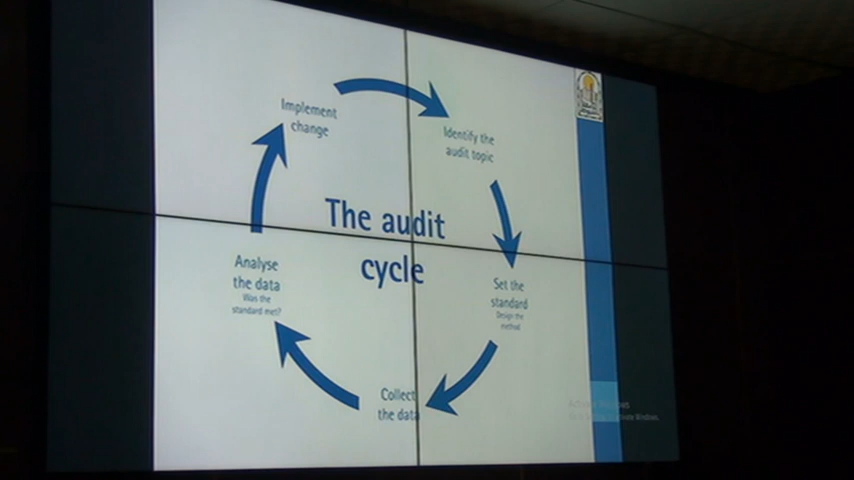 Implement
change
Identify the
audit topic
The audit
cycle
Analyse
the data
Was the
standard met?
Set the
standard
Design the
method
Collect
the data